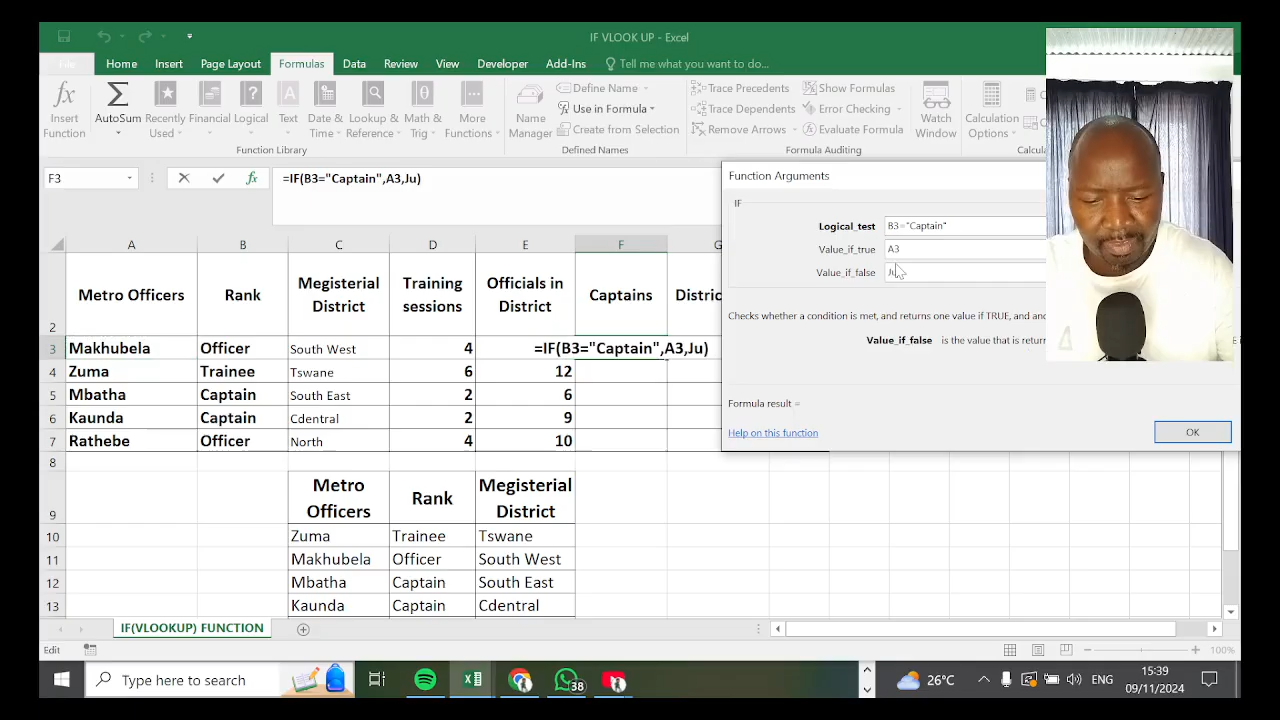 IF VLOOK UP - Excel
File Home Insert Page Layout Formulas Data Review View Developer Add-Ins Tell me what you want to do...
Insert Function
AutoSum
Recently Used
Financial
Logical
Text
Date & Time
Lookup & Reference
Math & Trig
More Functions
Function Library
Name Manager
Define Name
Use in Formula
Create from Selection
Defined Names
Trace Precedents
Trace Dependents
Remove Arrows
Show Formulas
Error Checking
Evaluate Formula
Formula Auditing
Watch Window
Calculation Options
Calcul
F3 fx =IF(B3="Captain",A3,Ju)
A B C D E F G
2 Metro Officers Rank Megisterial District Training sessions Officials in District Captains Distric
3 Makhubela Officer South West 4 =IF(B3="Captain",A3,Ju)
4 Zuma Trainee Tswane 6 12
5 Mbatha Captain South East 2 6
6 Kaunda Captain Cdentral 2 9
7 Rathebe Officer North 4 10
8
9 Metro Officers Rank Megisterial District
10 Zuma Trainee Tswane
11 Makhubela Officer South West
12 Mbatha Captain South East
13 Kaunda Captain Cdentral
Function Arguments
IF
Logical_test B3="Captain"
Value_if_true A3
Value_if_false Ju
Checks whether a condition is met, and returns one value if TRUE, and an
Value_if_false is the value that is retur
Formula result =
Help on this function
OK
IF(VLOOKUP) FUNCTION
Edit
100%
Type here to search
38
26°C
ENG
15:39
09/11/2024